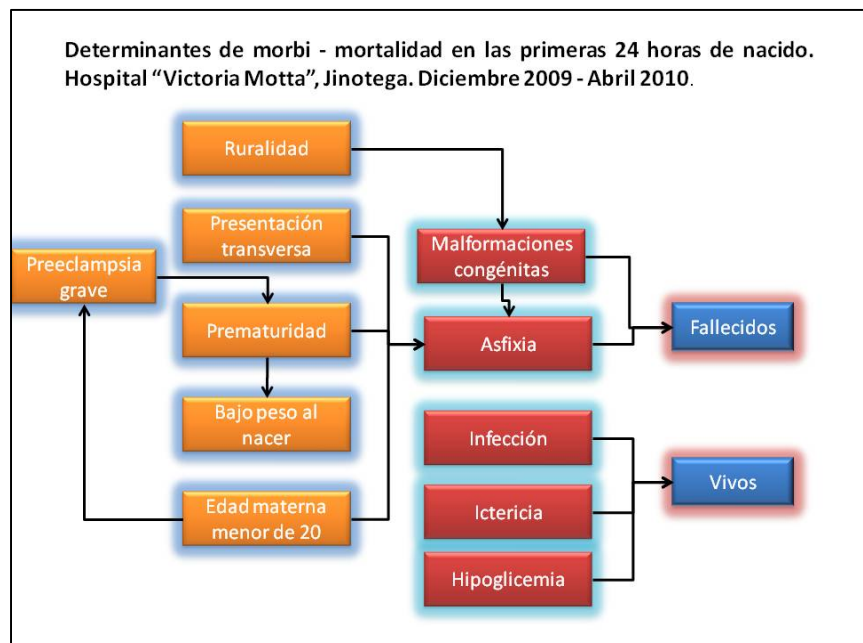 Determinantes de morbi - mortalidad en las primeras 24 horas de nacido.
Hospital “Victoria Motta”, Jinotega. Diciembre 2009 - Abril 2010.
Ruralidad
Presentación
transversa
Malformaciones
congénitas
Preeclampsia
grave
Prematuridad
Asfixia
Fallecidos
Bajo peso al
nacer
Infección
Vivos
Edad materna
menor de 20
Ictericia
Hipoglicemia